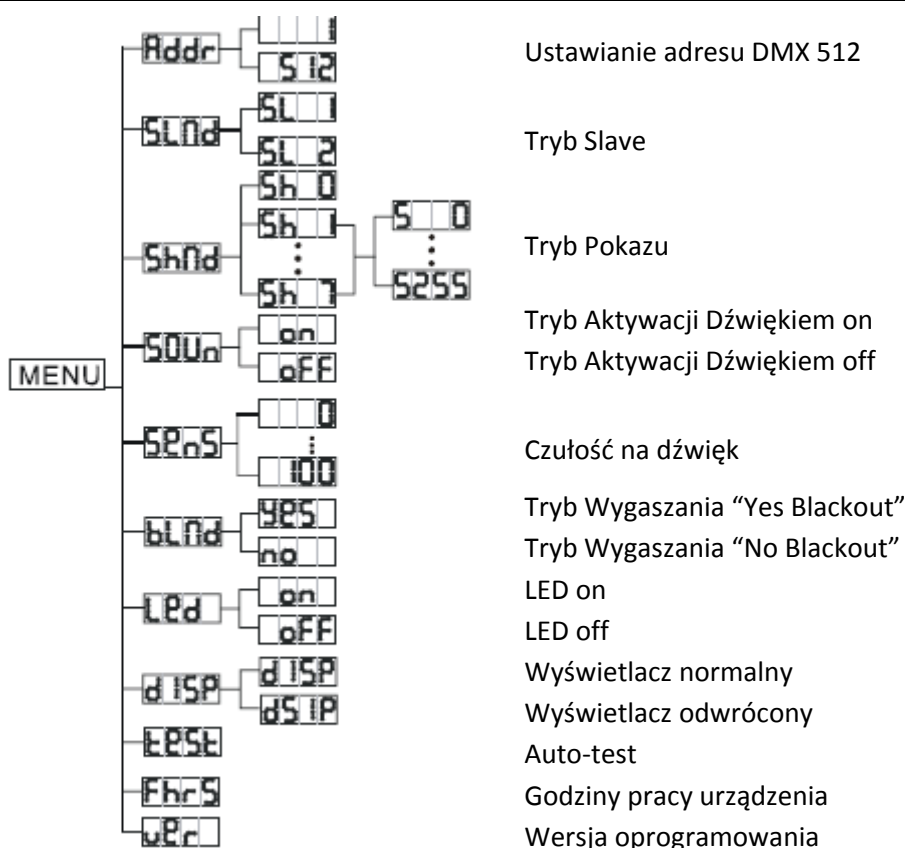 Addr
1
512
Ustawianie adresu DMX 512
SLMd
SL 1
SL 2
Tryb Slave
ShMd
Sh 0
Sh 1
Sh 7
S 0
S255
Tryb Pokazu
SOUn
on
oFF
Tryb Aktywacji Dźwiękiem on
Tryb Aktywacji Dźwiękiem off
MENU
SenS
0
100
Czułość na dźwięk
bLMd
yes
no
Tryb Wygaszania “Yes Blackout”
Tryb Wygaszania “No Blackout”
Led
on
oFF
LED on
LED off
dISP
dISP
dSIP
Wyświetlacz normalny
Wyświetlacz odwrócony
test
Auto-test
FhrS
Godziny pracy urządzenia
ver
Wersja oprogramowania